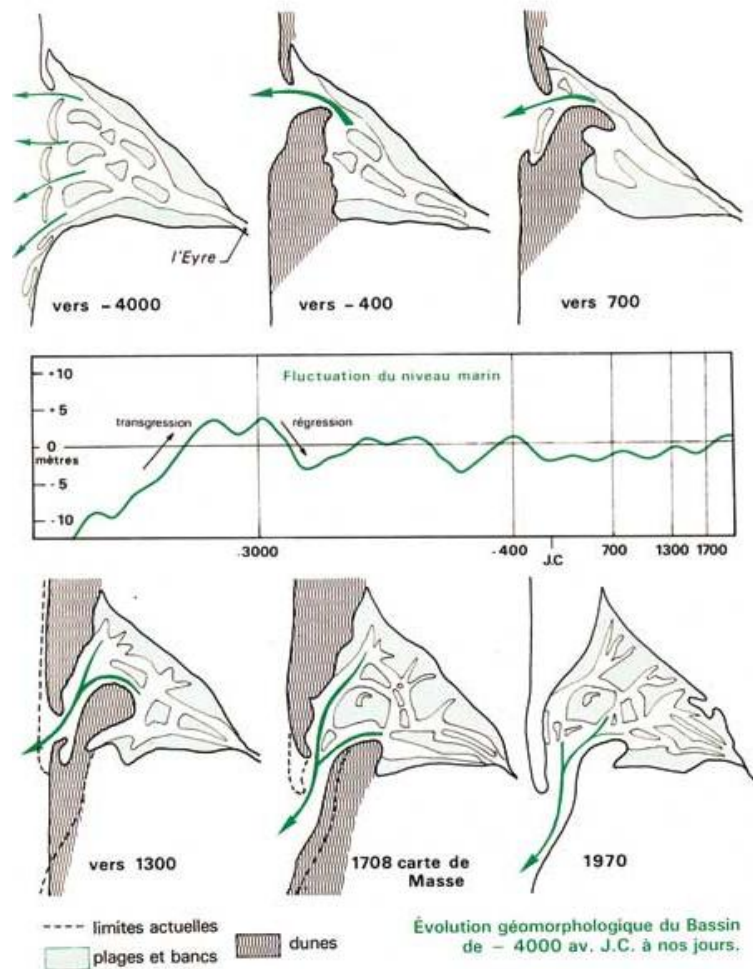 l'Eyre
vers – 4000
vers – 400
vers 700
Fluctuation du niveau marin
+10
+5
0
mètres
- 5
- 10
transgression
régression
.3000
- 400
J.C
700
1300
1700
vers 1300
1708 carte de
Masse
1970
limites actuelles
plages et bancs
dunes
Évolution géomorphologique du Bassin
de – 4000 av. J.C. à nos jours.